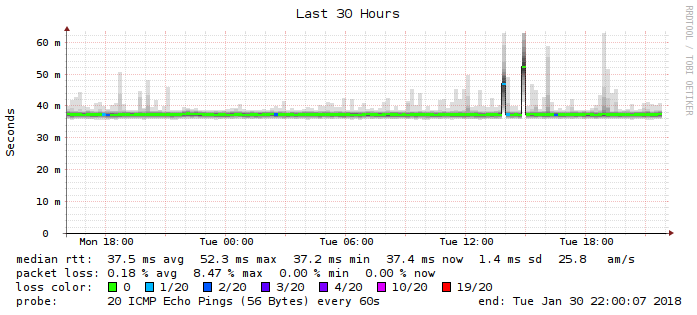 Last 30 Hours
RRDTOOL / TOBI OETIKER
60 m
50 m
40 m
30 m
20 m
10 m
0
Seconds
Mon 18:00 Tue 00:00 Tue 06:00 Tue 12:00 Tue 18:00
median rtt: 37.5 ms avg 52.3 ms max 37.2 ms min 37.4 ms now 1.4 ms sd 25.8 am/s
packet loss: 0.18 % avg 8.47 % max 0.00 % min 0.00 % now
loss color: 0 1/20 2/20 3/20 4/20 10/20 19/20
probe: 20 ICMP Echo Pings (56 Bytes) every 60s end: Tue Jan 30 22:00:07 2018